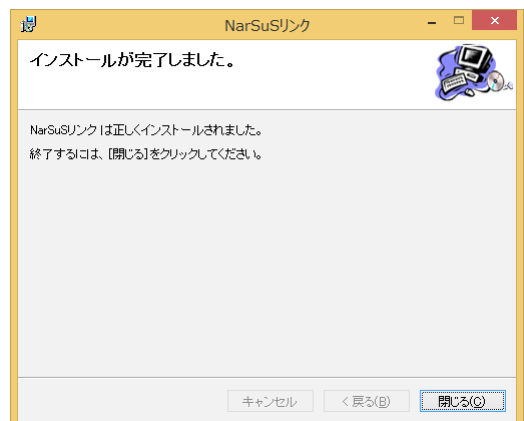 NarSuSリンク
インストールが完了しました。
NarSuSリンク は正しくインストールされました。
終了するには、[閉じる]をクリックしてください。
キャンセル
< 戻る(B)
閉じる(C)